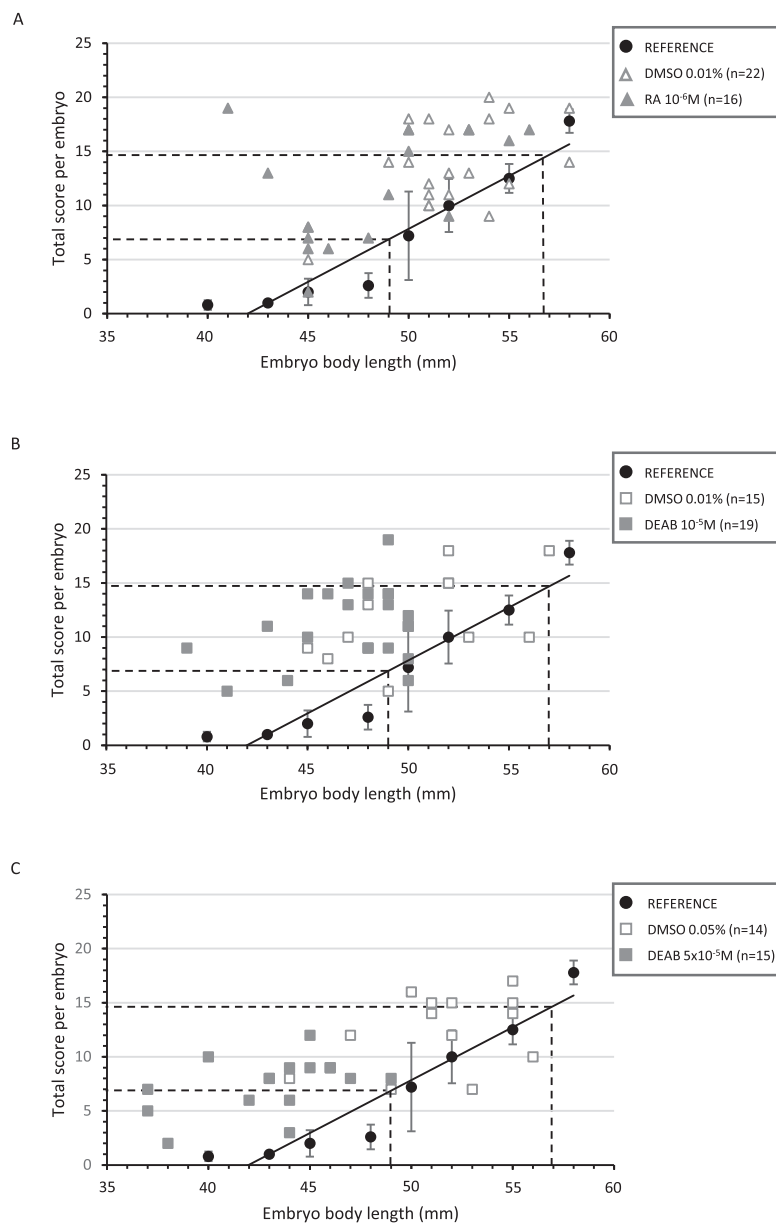 A
25
20
15
10
5
0
35
40
45
50
55
60
Total score per embryo
Embryo body length (mm)
REFERENCE
DMSO 0.01% (n=22)
RA 10⁻⁶M (n=16)
B
25
20
15
10
5
0
35
40
45
50
55
60
Total score per embryo
Embryo body length (mm)
REFERENCE
DMSO 0.01% (n=15)
DEAB 10⁻⁵M (n=19)
C
25
20
15
10
5
0
35
40
45
50
55
60
Total score per embryo
Embryo body length (mm)
REFERENCE
DMSO 0.05% (n=14)
DEAB 5x10⁻⁵M (n=15)